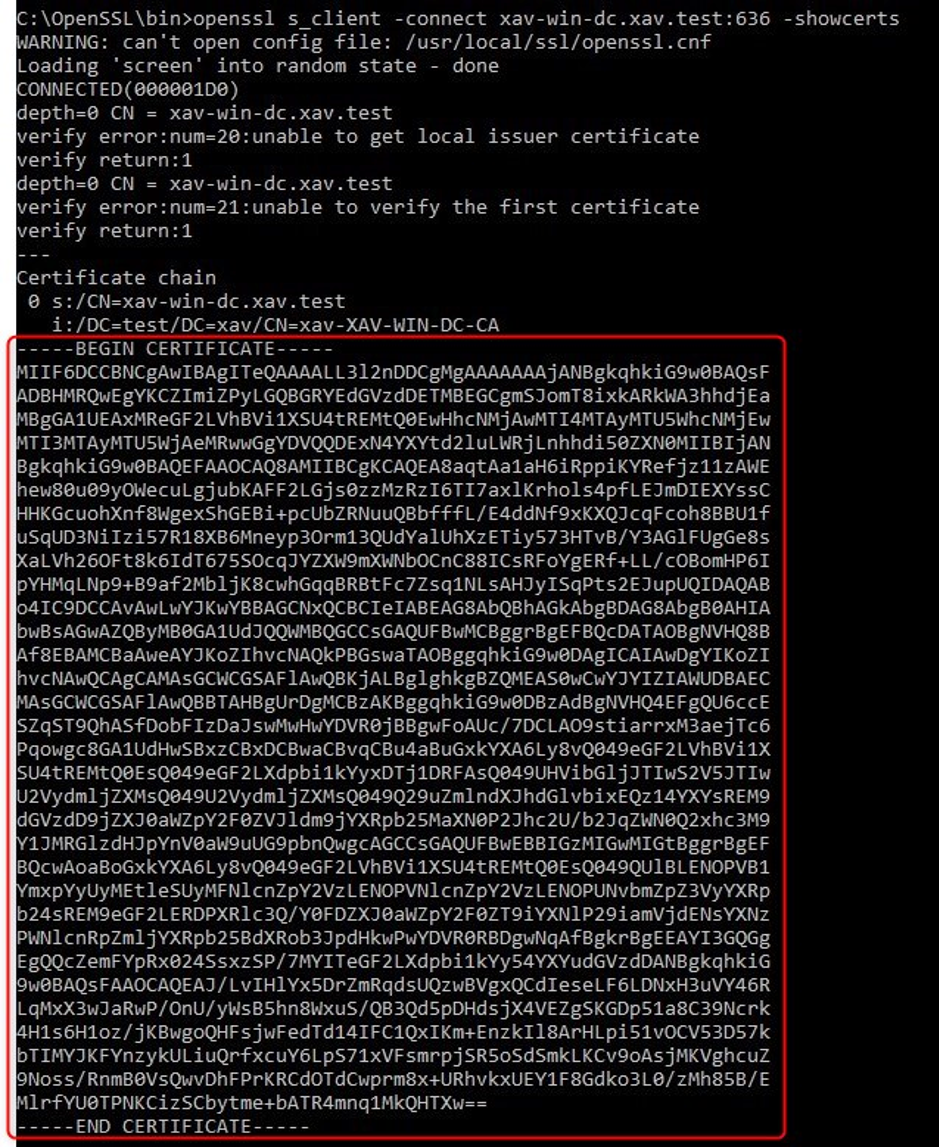 C:\OpenSSL\bin>openssl s_client -connect xav-win-dc.xav.test:636 -showcerts
WARNING: can't open config file: /usr/local/ssl/openssl.cnf
Loading 'screen' into random state - done
CONNECTED(000001D0)
depth=0 CN = xav-win-dc.xav.test
verify error:num=20:unable to get local issuer certificate
verify return:1
depth=0 CN = xav-win-dc.xav.test
verify error:num=21:unable to verify the first certificate
verify return:1
---
Certificate chain
 0 s:/CN=xav-win-dc.xav.test
   i:/DC=test/DC=xav/CN=xav-XAV-WIN-DC-CA
-----BEGIN CERTIFICATE-----
MIIF6DCCBNCgAwIBAgITeQAAAALL3l2nDDCgMgAAAAAAAjANBgkqhkiG9w0BAQsF
ADBHMRQwEgYKCZImiZPyLGQBGRYEdGVzdDETMBEGCgmSJomT8ixkARkWA3hhdjEa
MBgGA1UEAxMReGF2LVhBVi1XSU4tREMtQ0EwHhcNMjAwMTI4MTAyMTU5WhcNMjEw
MTI3MTAyMTU5WjAeMRwwGgYDVQQDExN4YXYtd2luLWRjLnhhdi50ZXN0MIIBIjAN
BgkqhkiG9w0BAQEFAAOCAQ8AMIIBCgKCAQEA8aqtAa1aH6iRppiKYRefjz11zAWE
hew80u09yOWecuLgjubKAFF2LGjs0zzMzRzI6TI7axlKrhols4pfLEJmDIEXYssC
HHKGcuohXnf8WgexShGEBi+pcUbZRNuuQBbfffL/E4ddNf9xKXQJcqFcoh8BBU1f
uSqUD3NiIzi57R18XB6Mneyp3Orm13QUdYalUhXzETiy573HTvB/Y3AGlFUgGe8s
XaLVh26OFt8k6IdT675SOcqJYZXW9mXWNbOCnC88ICsRFoYgERf+LL/cOBomHP6I
pYHMqLNp9+B9af2MbljK8cwhGqqBRBtFc7Zsq1NLsAHJyISqPts2EJupUQIDAQAB
o4IC9DCCAvAwLwYJKwYBBAGCNxQCBCIeIABEAG8AbQBhAGkAbgBDAG8AbgB0AHIA
bwBsAGwAZQByMB0GA1UdJQQWMBQGCCsGAQUFBwMCBggrBgEFBQcDATAOBgNVHQ8B
Af8EBAMCBaAweAYJKoZIhvcNAQkPBGswaTAOBggqhkiG9w0DAgICAIAwDgYIKoZI
hvcNAwQCAgCAMAsGCWCGSAFlAwQBKjALBglghkgBZQMEAS0wCwYJYIZIAWUDBAEC
MAsGCWCGSAFlAwQBBTAHBgUrDgMCBzAKBggqhkiG9w0DBzAdBgNVHQ4EFgQU6ccE
SZqST9QhASfDobFIzDaJswMwHwYDVR0jBBgwFoAUc/7DCLAO9stiarrxM3aejTc6
Pqowgc8GA1UdHwSBxzCBxDCBwaCBvqCBu4aBuGxkYXA6Ly8vQ049eGF2LVhBVi1X
SU4tREMtQ0EsQ049eGF2LXdpbi1kYyxDTj1DRFAsQ049UHVibGljJTIwS2V5JTIw
U2VydmljZXMsQ049U2VydmljZXMsQ049Q29uZmlndXJhdGlvbixEQz14YXYsREM9
dGVzdD9jZXJ0aWZpY2F0ZVJldm9jYXRpb25MaXN0P2Jhc2U/b2JqZWN0Q2xhc3M9
Y1JMRGlzdHJpYnV0aW9uUG9pbnQwgcAGCCsGAQUFBwEBBIGzMIGwMIGtBggrBgEF
BQcwAoaBoGxkYXA6Ly8vQ049eGF2LVhBVi1XSU4tREMtQ0EsQ049QUlBLENOPVB1
YmxpYyUyMEtleSUyMFNlcnZpY2VzLENOPVNlcnZpY2VzLENOPUNvbmZpZ3VyYXRp
b24sREM9eGF2LERDPXRlc3Q/Y0FDZXJ0aWZpY2F0ZT9iYXNlP29iamVjdENsYXNz
PWNlcnRpZmljYXRpb25BdXRob3JpdHkwPwYDVR0RBDgwNqAfBgkrBgEEAYI3GQGg
EgQQcZemFYpRx024SsxzSP/7MYITeGF2LXdpbi1kYy54YXYudGVzdDANBgkqhkiG
9w0BAQsFAAOCAQEAJ/LvIHlYx5DrZmRqdsUQzwBVgxQCdIeseLF6LDNxH3uVY46R
LqMxX3wJaRwP/OnU/yWsB5hn8WxuS/QB3Qd5pDHdsjX4VEZgSKGDp51a8C39Ncrk
4H1s6H1oz/jKBwgoQHFsjwFedTd14IFC1QxIKm+EnzkIl8ArHLpi51vOCV53D57k
bTIMYJKFYnzykULiuQrfxcuY6LpS71xVFsmrpjSR5oSdSmkLKCv9oAsjMKVghcuZ
9Noss/RnmB0VsQwvDhFPrKRCdOTdCwprm8x+URhvkxUEY1F8Gdko3L0/zMh85B/E
MlrfYU0TPNKCizSCbytme+bATR4mnq1MkQHTXw==
-----END CERTIFICATE-----